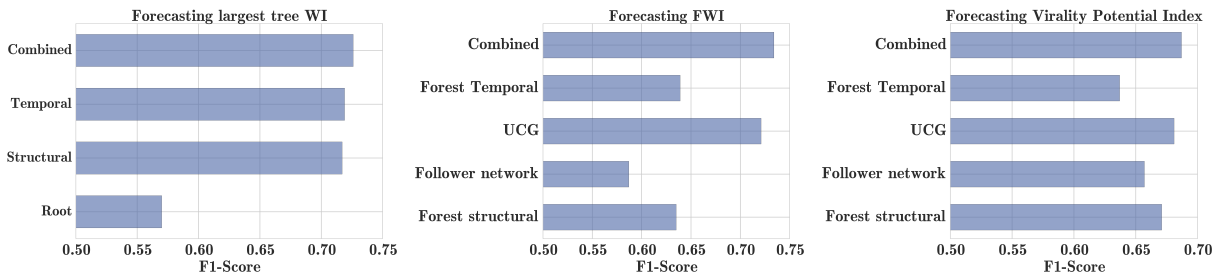 Forecasting largest tree WI
Combined
Temporal
Structural
Root
0.50 0.55 0.60 0.65 0.70 0.75
F1-Score
Forecasting FWI
Combined
Forest Temporal
UCG
Follower network
Forest structural
0.50 0.55 0.60 0.65 0.70 0.75
F1-Score
Forecasting Virality Potential Index
Combined
Forest Temporal
UCG
Follower network
Forest structural
0.50 0.55 0.60 0.65 0.70
F1-Score